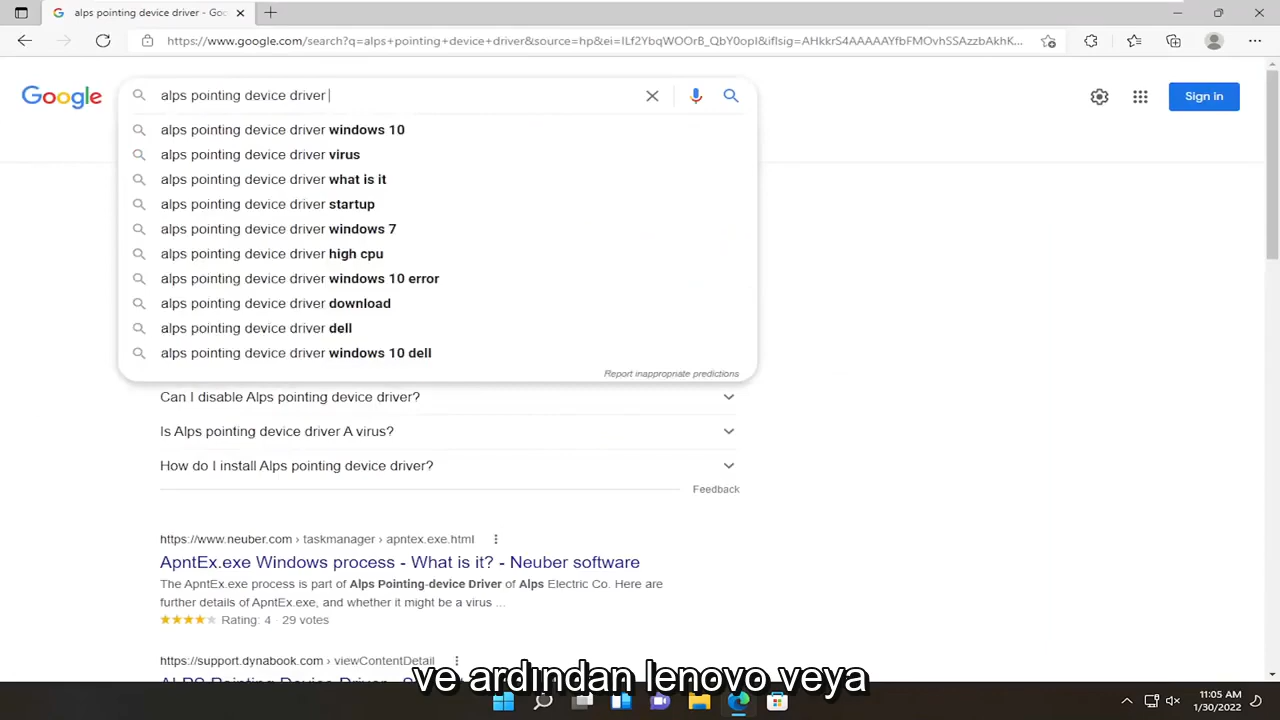 alps pointing device driver - Goo
https://www.google.com/search?q=alps+pointing+device+driver&source=hp&ei=ILf2YbqWOOrB_QbY0opI&iflsig=AHkkrS4AAAAAYfbFMOvhSSAzzbAkhK...
Google
alps pointing device driver
Sign in
alps pointing device driver windows 10
alps pointing device driver virus
alps pointing device driver what is it
alps pointing device driver startup
alps pointing device driver windows 7
alps pointing device driver high cpu
alps pointing device driver windows 10 error
alps pointing device driver download
alps pointing device driver dell
alps pointing device driver windows 10 dell
Report inappropriate predictions
Can I disable Alps pointing device driver?
Is Alps pointing device driver A virus?
How do I install Alps pointing device driver?
Feedback
https://www.neuber.com › taskmanager › apntex.exe.html
ApntEx.exe Windows process - What is it? - Neuber software
The ApntEx.exe process is part of Alps Pointing-device Driver of Alps Electric Co. Here are
further details of ApntEx.exe, and whether it might be a virus ...
Rating: 4 · 29 votes
https://support.dynabook.com › viewContentDetail
ALPS Pointing Device Driver
ve ardından lenovo veya
11:05 AM
1/30/2022